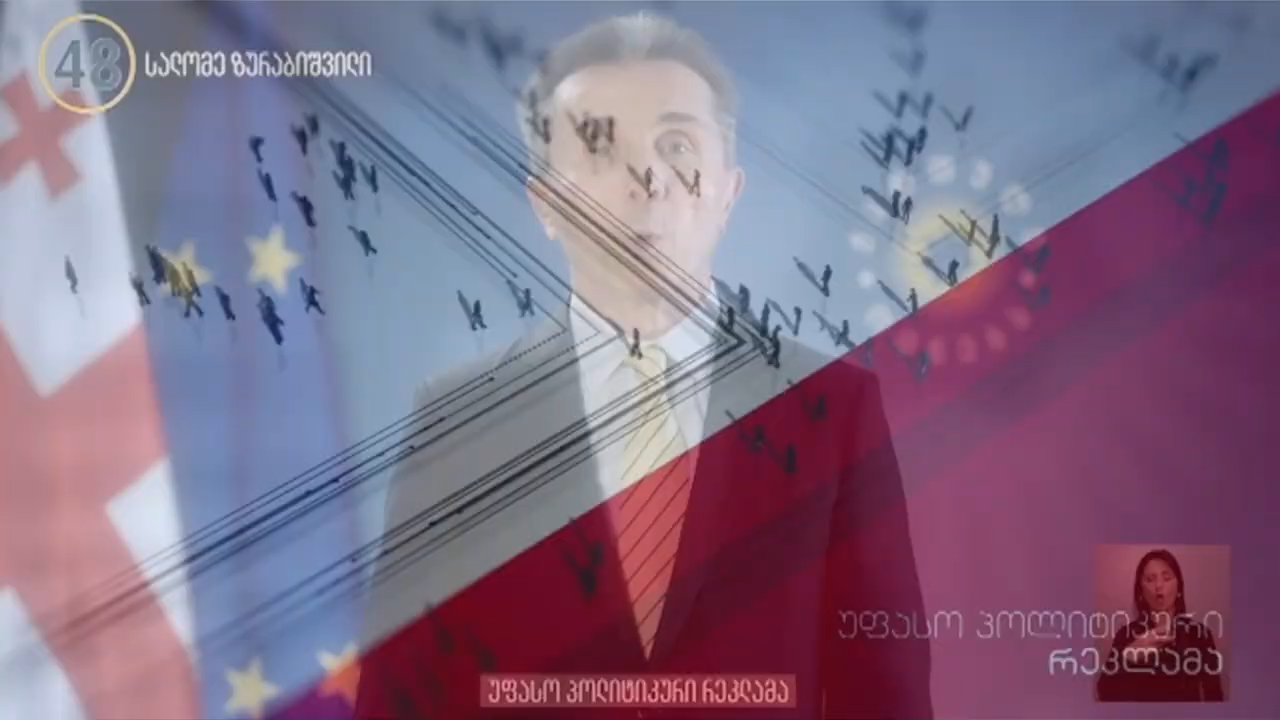 48 სალომე ზურაბიშვილი
უფასო პოლიტიკური
რეკლამა
უფასო პოლიტიკური რეკლამა